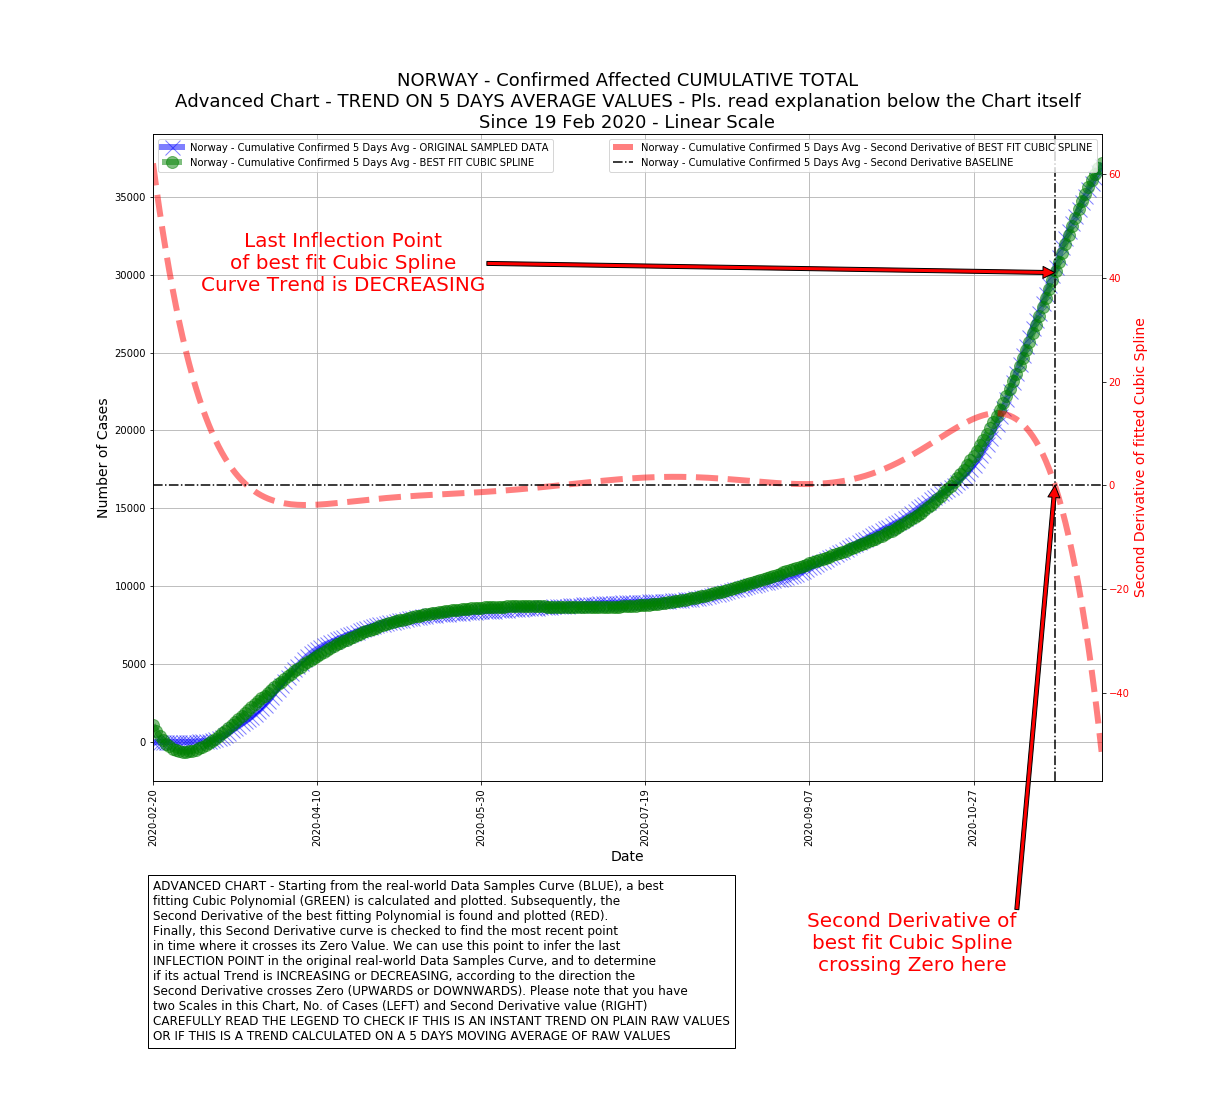 NORWAY - Confirmed Affected CUMULATIVE TOTAL
Advanced Chart - TREND ON 5 DAYS AVERAGE VALUES - Pls. read explanation below the Chart itself
Since 19 Feb 2020 - Linear Scale
Norway - Cumulative Confirmed 5 Days Avg - ORIGINAL SAMPLED DATA
Norway - Cumulative Confirmed 5 Days Avg - BEST FIT CUBIC SPLINE
Norway - Cumulative Confirmed 5 Days Avg - Second Derivative of BEST FIT CUBIC SPLINE
Norway - Cumulative Confirmed 5 Days Avg - Second Derivative BASELINE
Last Inflection Point
of best fit Cubic Spline
Curve Trend is DECREASING
Number of Cases
35000
30000
25000
20000
15000
10000
5000
0
60
40
20
0
−20
−40
Second Derivative of fitted Cubic Spline
2020-02-20
2020-04-10
2020-05-30
2020-07-19
2020-09-07
2020-10-27
Date
ADVANCED CHART - Starting from the real-world Data Samples Curve (BLUE), a best
fitting Cubic Polynomial (GREEN) is calculated and plotted. Subsequently, the
Second Derivative of the best fitting Polynomial is found and plotted (RED).
Finally, this Second Derivative curve is checked to find the most recent point
in time where it crosses its Zero Value. We can use this point to infer the last
INFLECTION POINT in the original real-world Data Samples Curve, and to determine
if its actual Trend is INCREASING or DECREASING, according to the direction the
Second Derivative crosses Zero (UPWARDS or DOWNWARDS). Please note that you have
two Scales in this Chart, No. of Cases (LEFT) and Second Derivative value (RIGHT)
CAREFULLY READ THE LEGEND TO CHECK IF THIS IS AN INSTANT TREND ON PLAIN RAW VALUES
OR IF THIS IS A TREND CALCULATED ON A 5 DAYS MOVING AVERAGE OF RAW VALUES
Second Derivative of
best fit Cubic Spline
crossing Zero here